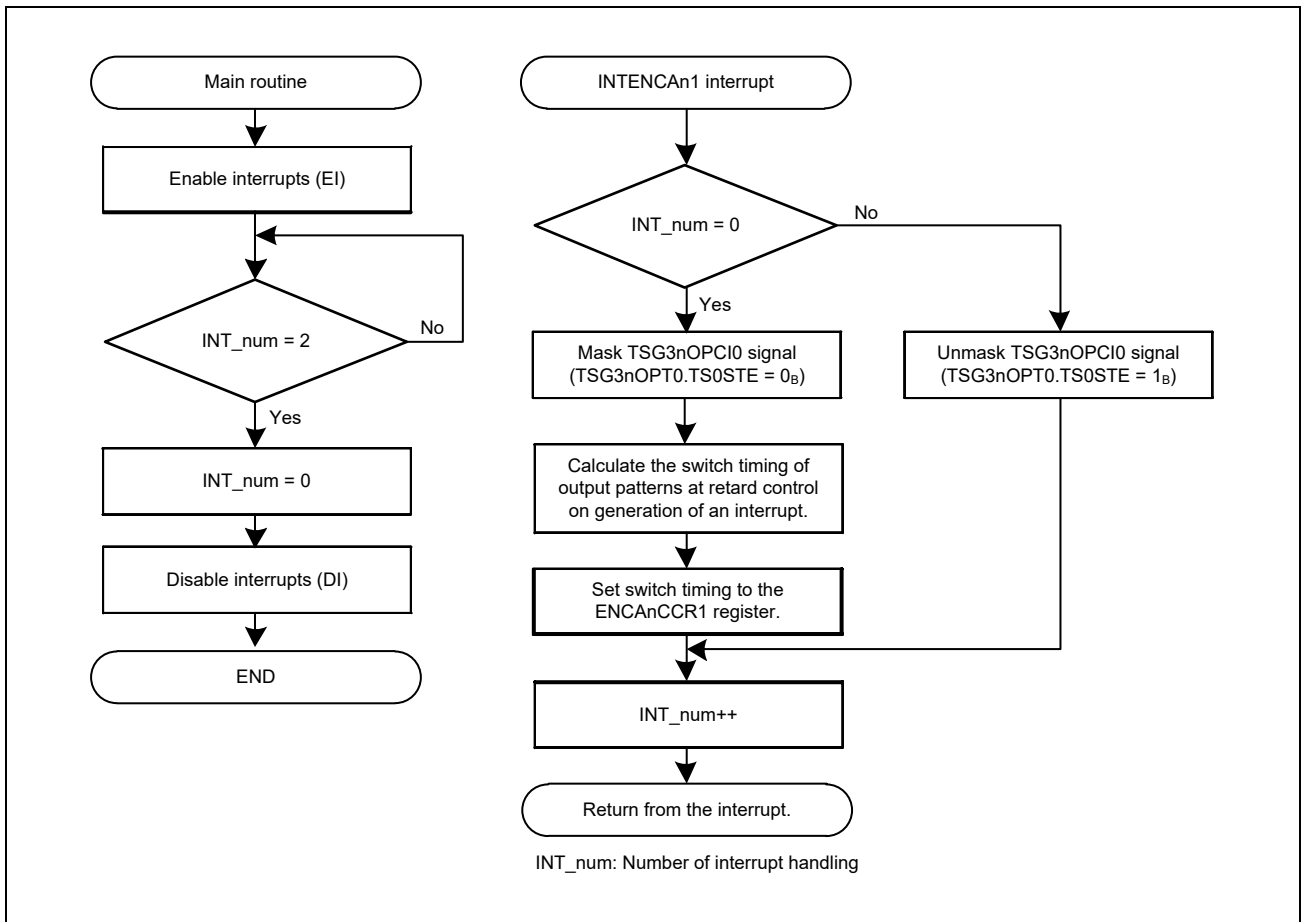 Main routine
Enable interrupts (EI)
INT_num = 2
No
Yes
INT_num = 0
Disable interrupts (DI)
END
INTENCAn1 interrupt
INT_num = 0
No
Yes
Mask TSG3nOPCI0 signal
(TSG3nOPT0.TS0STE = 0B)
Unmask TSG3nOPCI0 signal
(TSG3nOPT0.TS0STE = 1B)
Calculate the switch timing of
output patterns at retard control
on generation of an interrupt.
Set switch timing to the
ENCAnCCR1 register.
INT_num++
Return from the interrupt.
INT_num: Number of interrupt handling